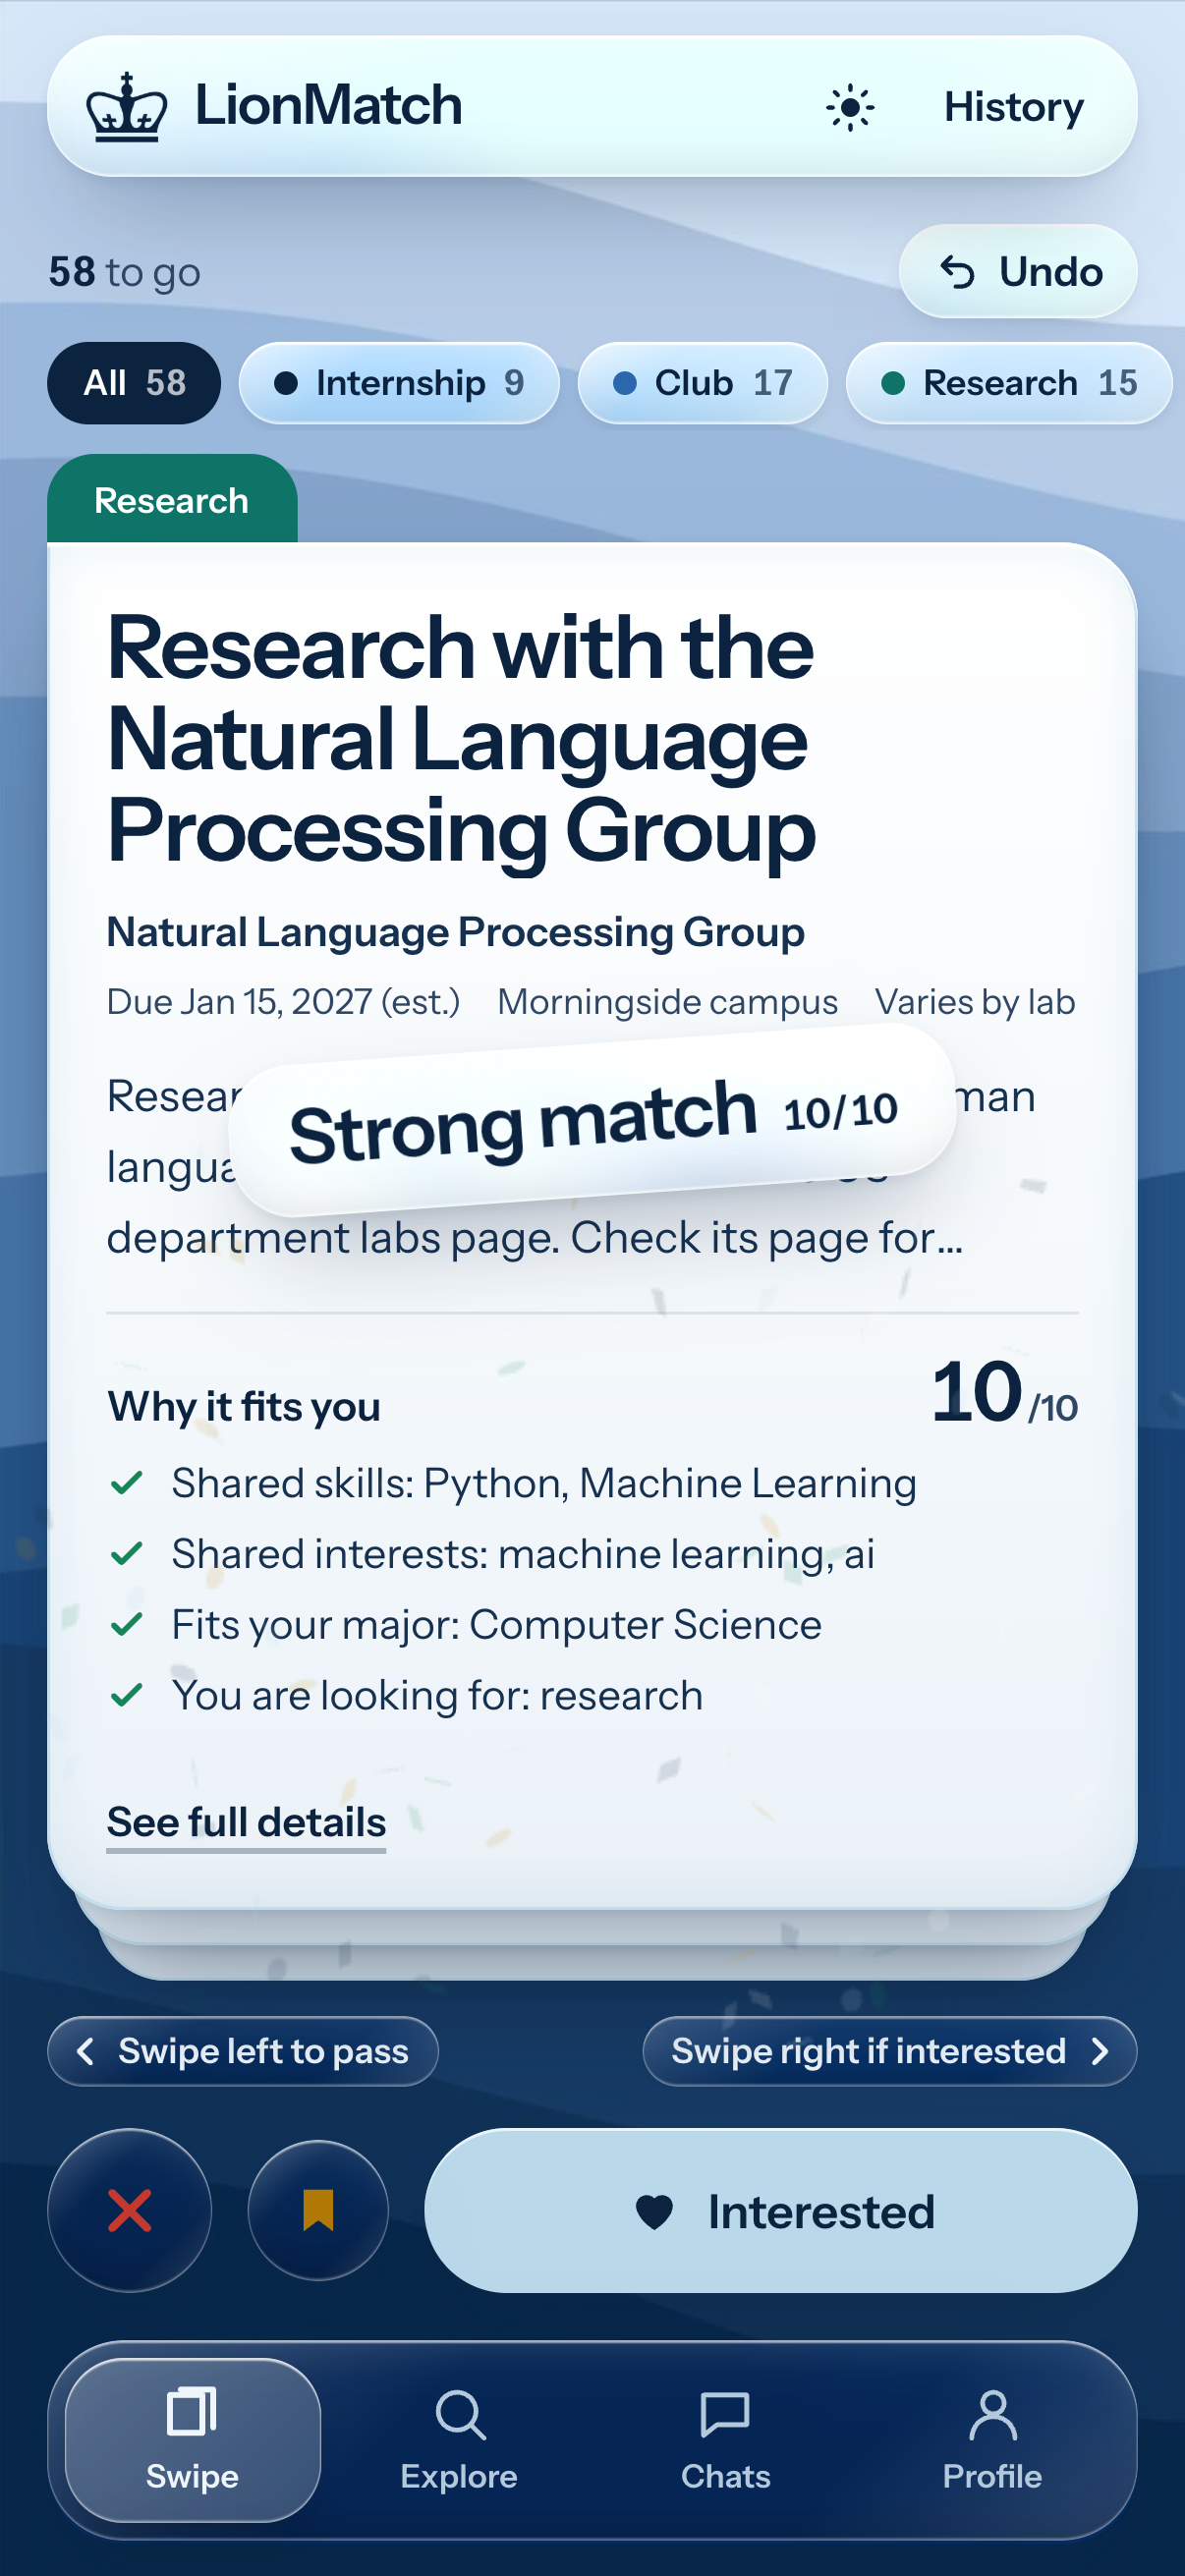 LionMatch
History
58 to go
Undo
All 58
Internship 9
Club 17
Research 15
Research
Research with the
Natural Language
Processing Group
Natural Language Processing Group
Due Jan 15, 2027 (est.) Morningside campus Varies by lab
Strong match 10/10
department labs page. Check its page for...
Why it fits you
10/10
Shared skills: Python, Machine Learning
Shared interests: machine learning, ai
Fits your major: Computer Science
You are looking for: research
See full details
Swipe left to pass
Swipe right if interested
Interested
Swipe
Explore
Chats
Profile